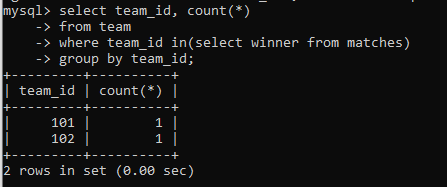 mysql> select team_id, count(*)
    -> from team
    -> where team_id in(select winner from matches)
    -> group by team_id;
+---------+----------+
| team_id | count(*) |
+---------+----------+
|     101 |        1 |
|     102 |        1 |
+---------+----------+
2 rows in set (0.00 sec)